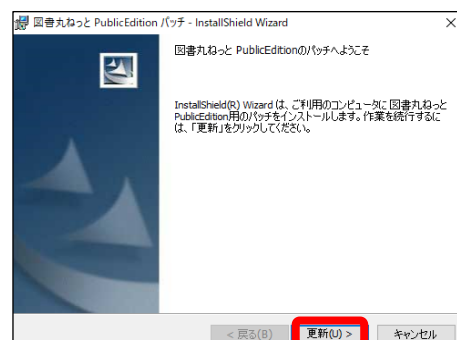 図書丸ねっと PublicEdition パッチ - InstallShield Wizard
図書丸ねっと PublicEditionのパッチへようこそ
InstallShield(R) Wizard は、ご利用のコンピュータに 図書丸ねっと
PublicEdition用のパッチをインストールします。作業を続行するに
は、「更新」をクリックしてください。
< 戻る(B)
更新(U) >
キャンセル